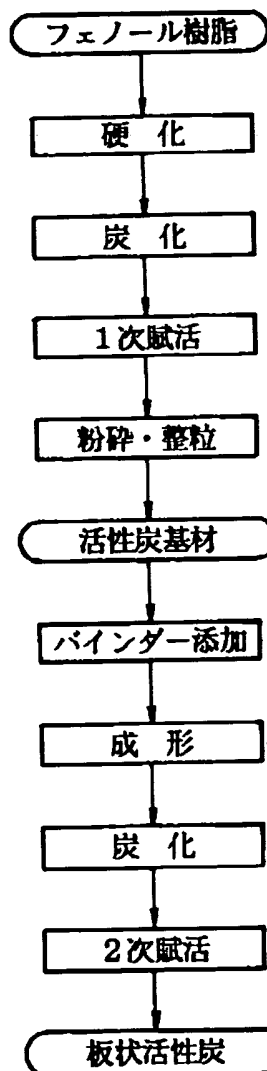 フェノール樹脂
硬 化
炭 化
1次賦活
粉砕・整粒
活性炭基材
バインダー添加
成 形
炭 化
2次賦活
板状活性炭